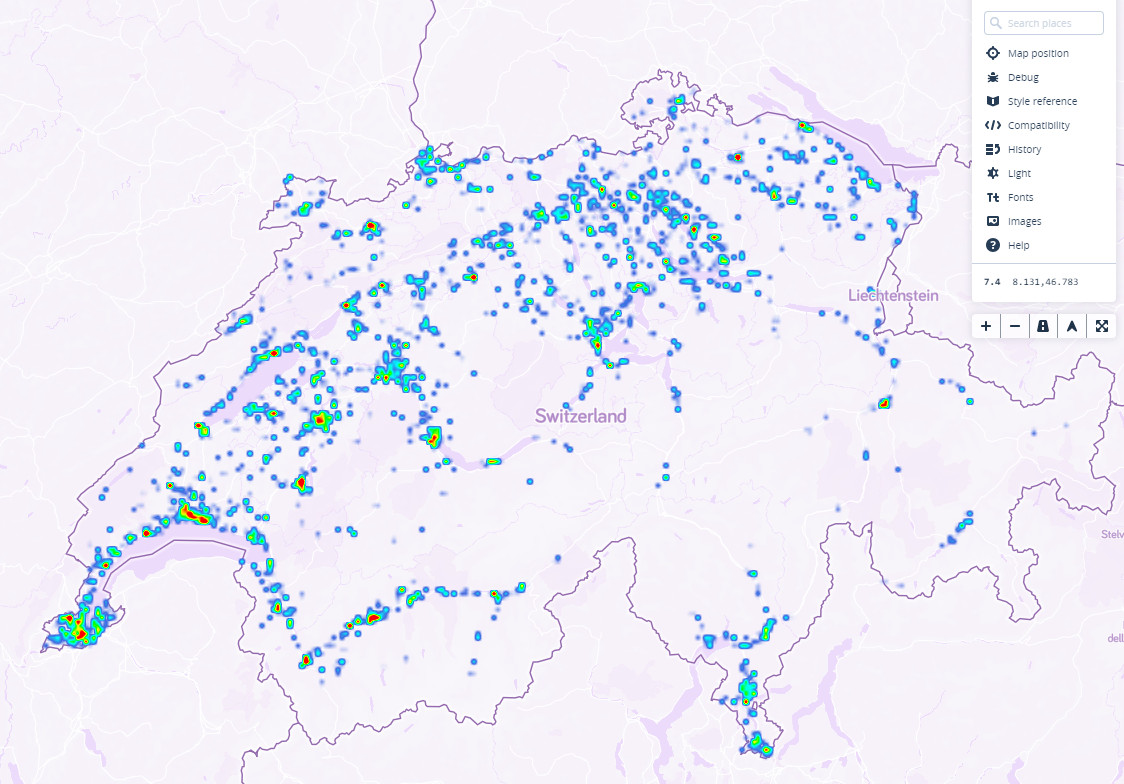 Search places
Map position
Debug
Style reference
Compatibility
History
Light
Fonts
Images
Help
7.4 8.131,46.783
Liechtenstein
Switzerland
Stelv
dell